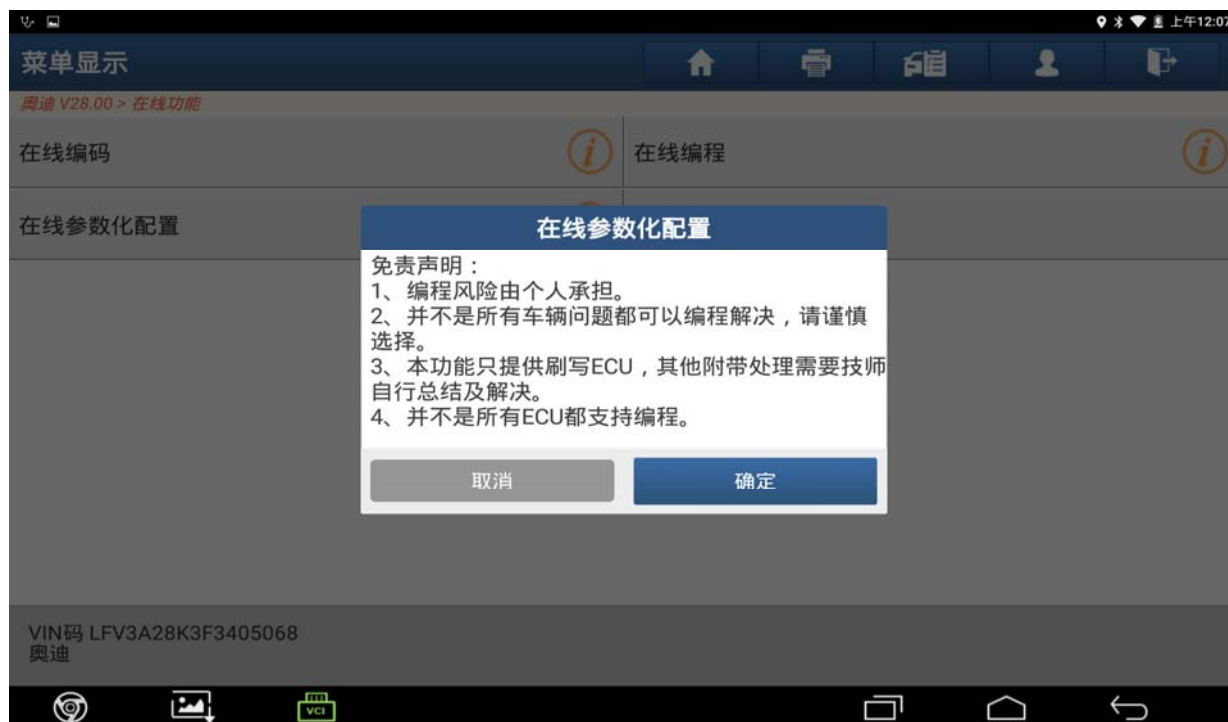 上午12:07
菜单显示
奥迪 V28.00 > 在线功能
在线编码
在线编程
在线参数化配置
在线参数化配置
免责声明：
1、编程风险由个人承担。
2、并不是所有车辆问题都可以编程解决，请谨慎
选择。
3、本功能只提供刷写ECU，其他附带处理需要技师
自行总结及解决。
4、并不是所有ECU都支持编程。
取消
确定
VIN码 LFV3A28K3F3405068
奥迪
VCI